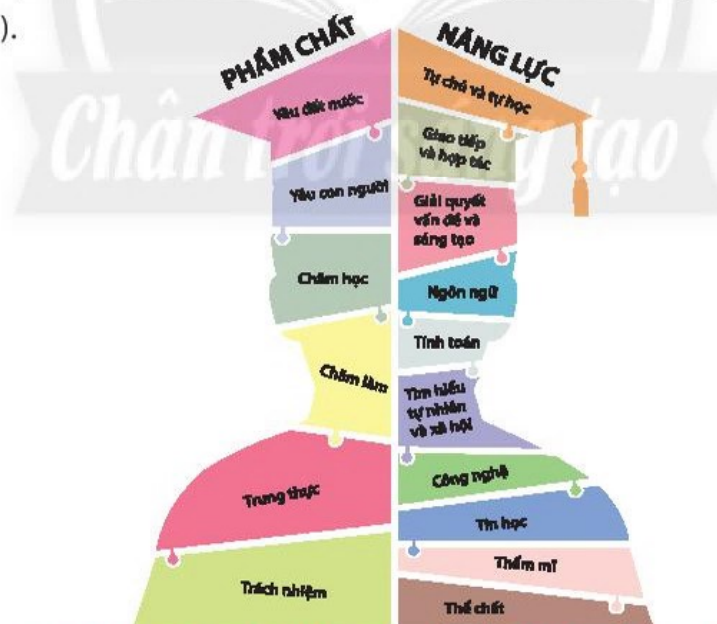 ).
PHẨM CHẤT
NĂNG LỰC
Chân trời sáng tạo
Yêu đất nước
Yêu con người
Chăm học
Chăm làm
Trung thực
Trách nhiệm
Tự chủ và tự học
Giao tiếp
và hợp tác
Giải quyết
vấn đề và
sáng tạo
Ngôn ngữ
Tính toán
Tìm hiểu
tự nhiên
và xã hội
Công nghệ
Tin học
Thẩm mĩ
Thể chất